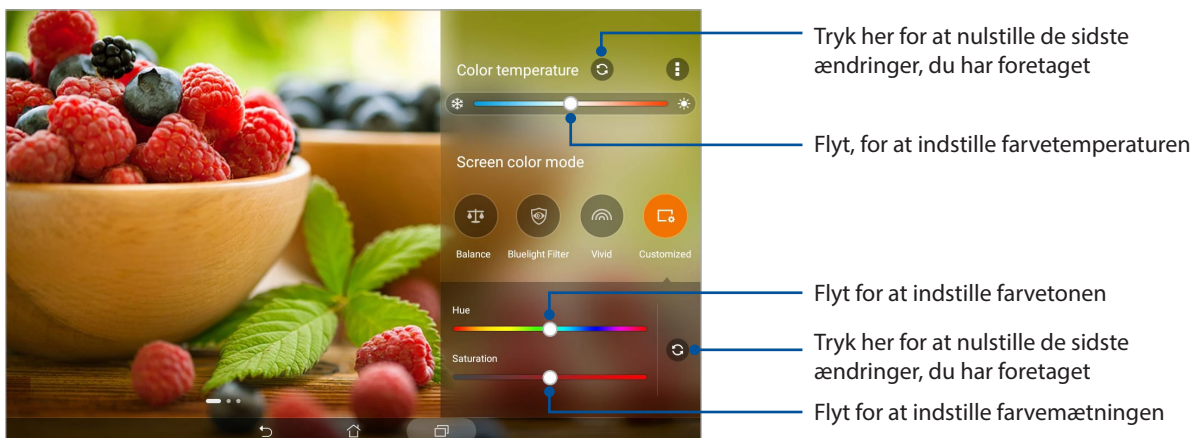 Color temperature
Screen color mode
Balance
Bluelight Filter
Vivid
Customized
Hue
Saturation
Tryk her for at nulstille de sidste
ændringer, du har foretaget
Flyt, for at indstille farvetemperaturen
Flyt for at indstille farvetonen
Tryk her for at nulstille de sidste
ændringer, du har foretaget
Flyt for at indstille farvemætningen